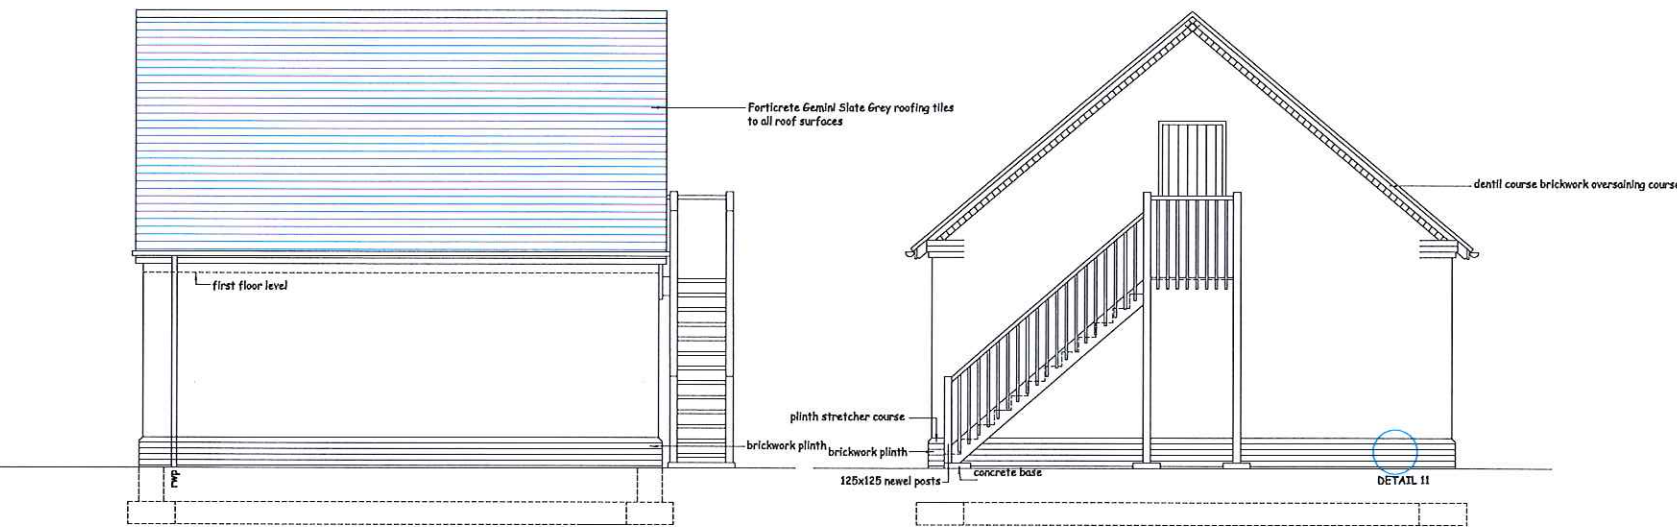 Forticrete Gemini Slate Grey roofing tiles
to all roof surfaces
dentil course brickwork oversailing course
first floor level
plinth stretcher course
brickwork plinth
brickwork plinth
rwp
125x125 newel posts
concrete base
DETAIL 11